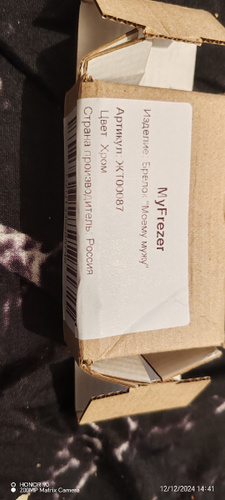 MyFrezer
Изделие: Брелок "Моему мужу"
Артикул: ЖТ00087
Цвет: Хром
Страна производитель: Россия
HONOR 90
200MP Matrix Camera
12/12/2024 14:41